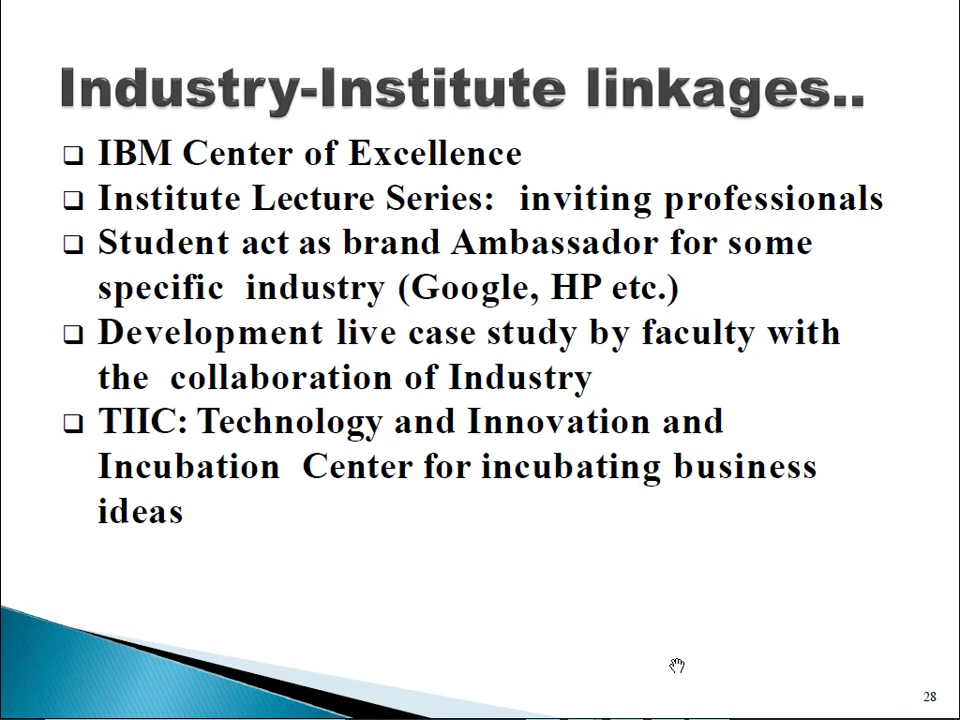 Industry-Institute linkages..
❑ IBM Center of Excellence
❑ Institute Lecture Series: inviting professionals
❑ Student act as brand Ambassador for some
specific industry (Google, HP etc.)
❑ Development live case study by faculty with
the collaboration of Industry
❑ TIIC: Technology and Innovation and
Incubation Center for incubating business
ideas
28